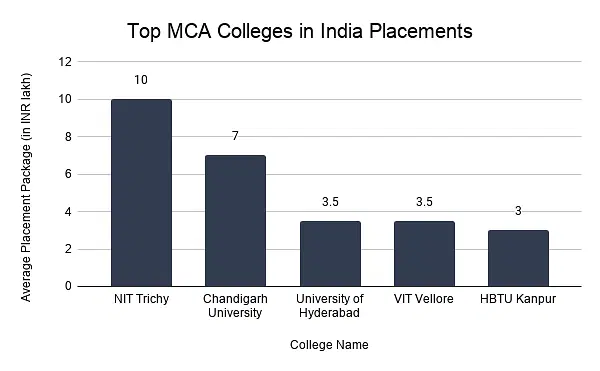 Top MCA Colleges in India Placements
Average Placement Package (in INR lakh)
12
10
8
6
4
2
0
10
7
3.5
3.5
3
NIT Trichy
Chandigarh
University
University of
Hyderabad
VIT Vellore
HBTU Kanpur
College Name